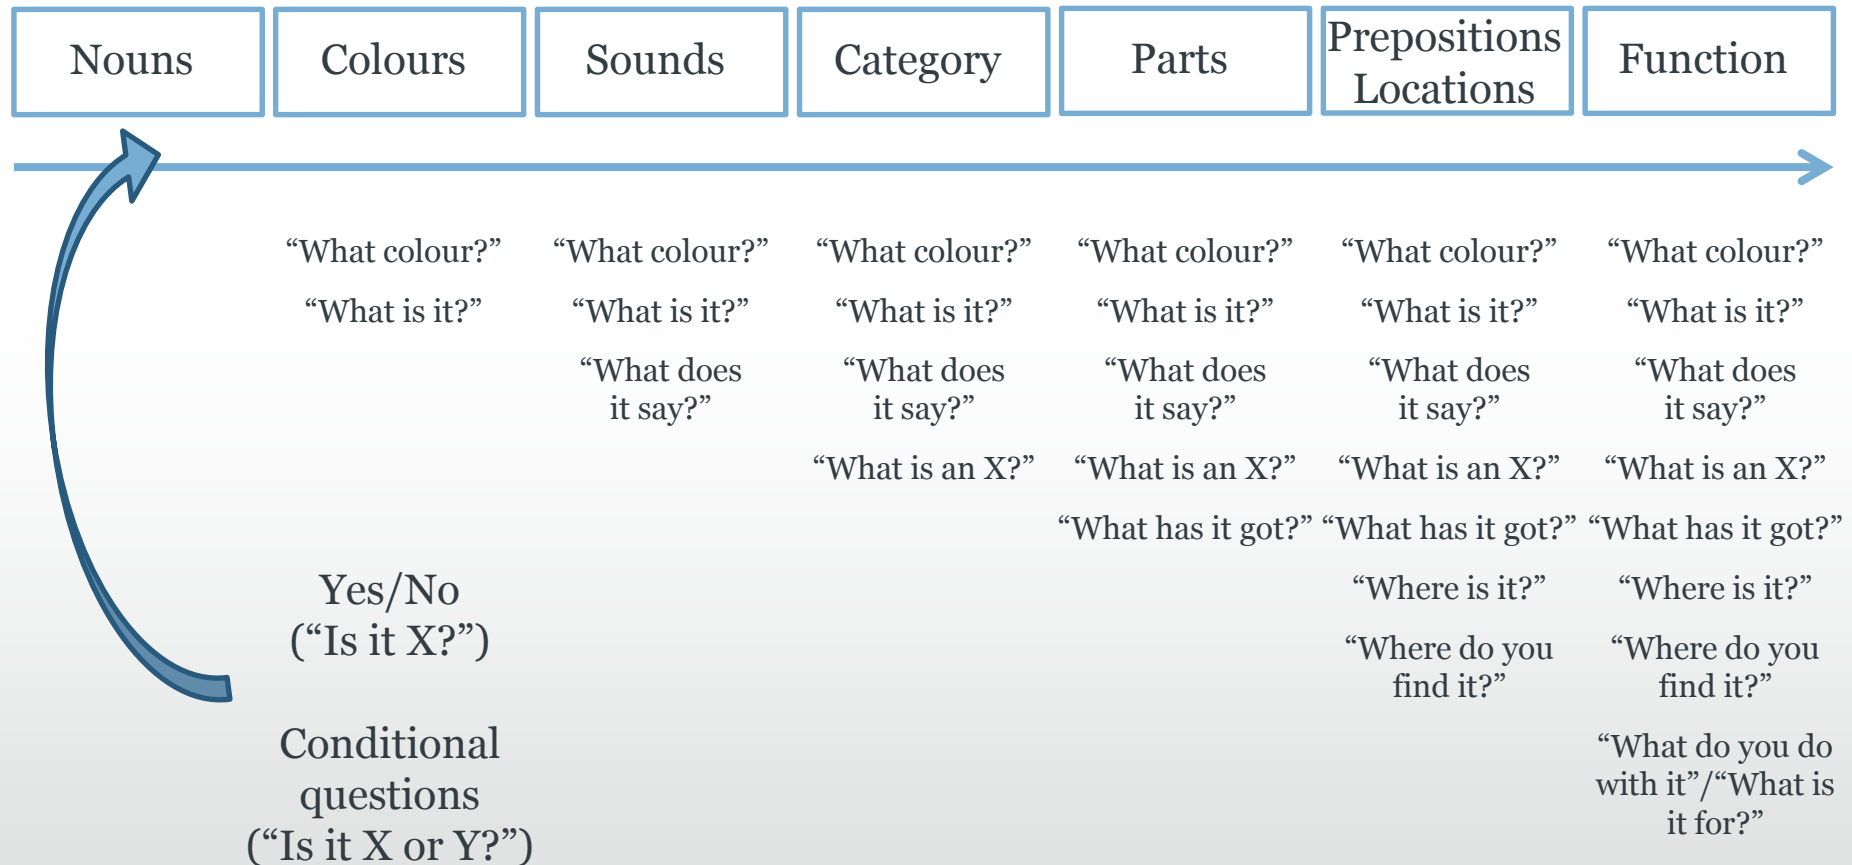 Nouns
Colours
Sounds
Category
Parts
Prepositions
Locations
Function
“What colour?” “What colour?” “What colour?” “What colour?” “What colour?” “What colour?”
“What is it?” “What is it?” “What is it?” “What is it?” “What is it?” “What is it?”
“What does “What does “What does “What does “What does
it say?” it say?” it say?” it say?” it say?”
“What is an X?” “What is an X?” “What is an X?” “What is an X?”
“What has it got?” “What has it got?” “What has it got?”
“Where is it?” “Where is it?”
“Where do you “Where do you
find it?” find it?”
“What do you do
with it”/“What is
it for?”
Yes/No
(“Is it X?”)
Conditional
questions
(“Is it X or Y?”)